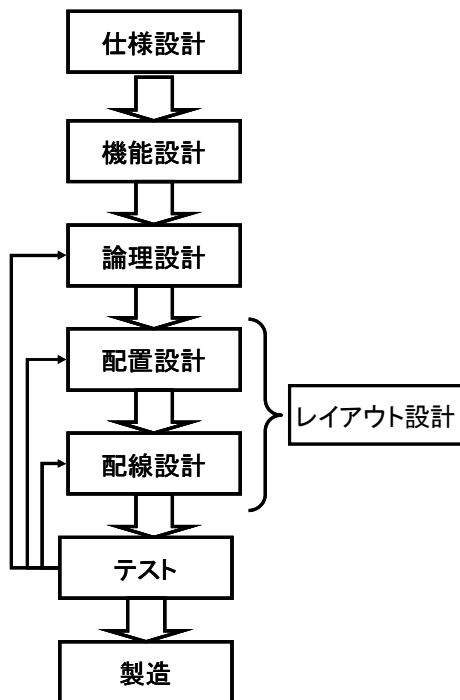 仕様設計
機能設計
論理設計
配置設計
レイアウト設計
配線設計
テスト
製造